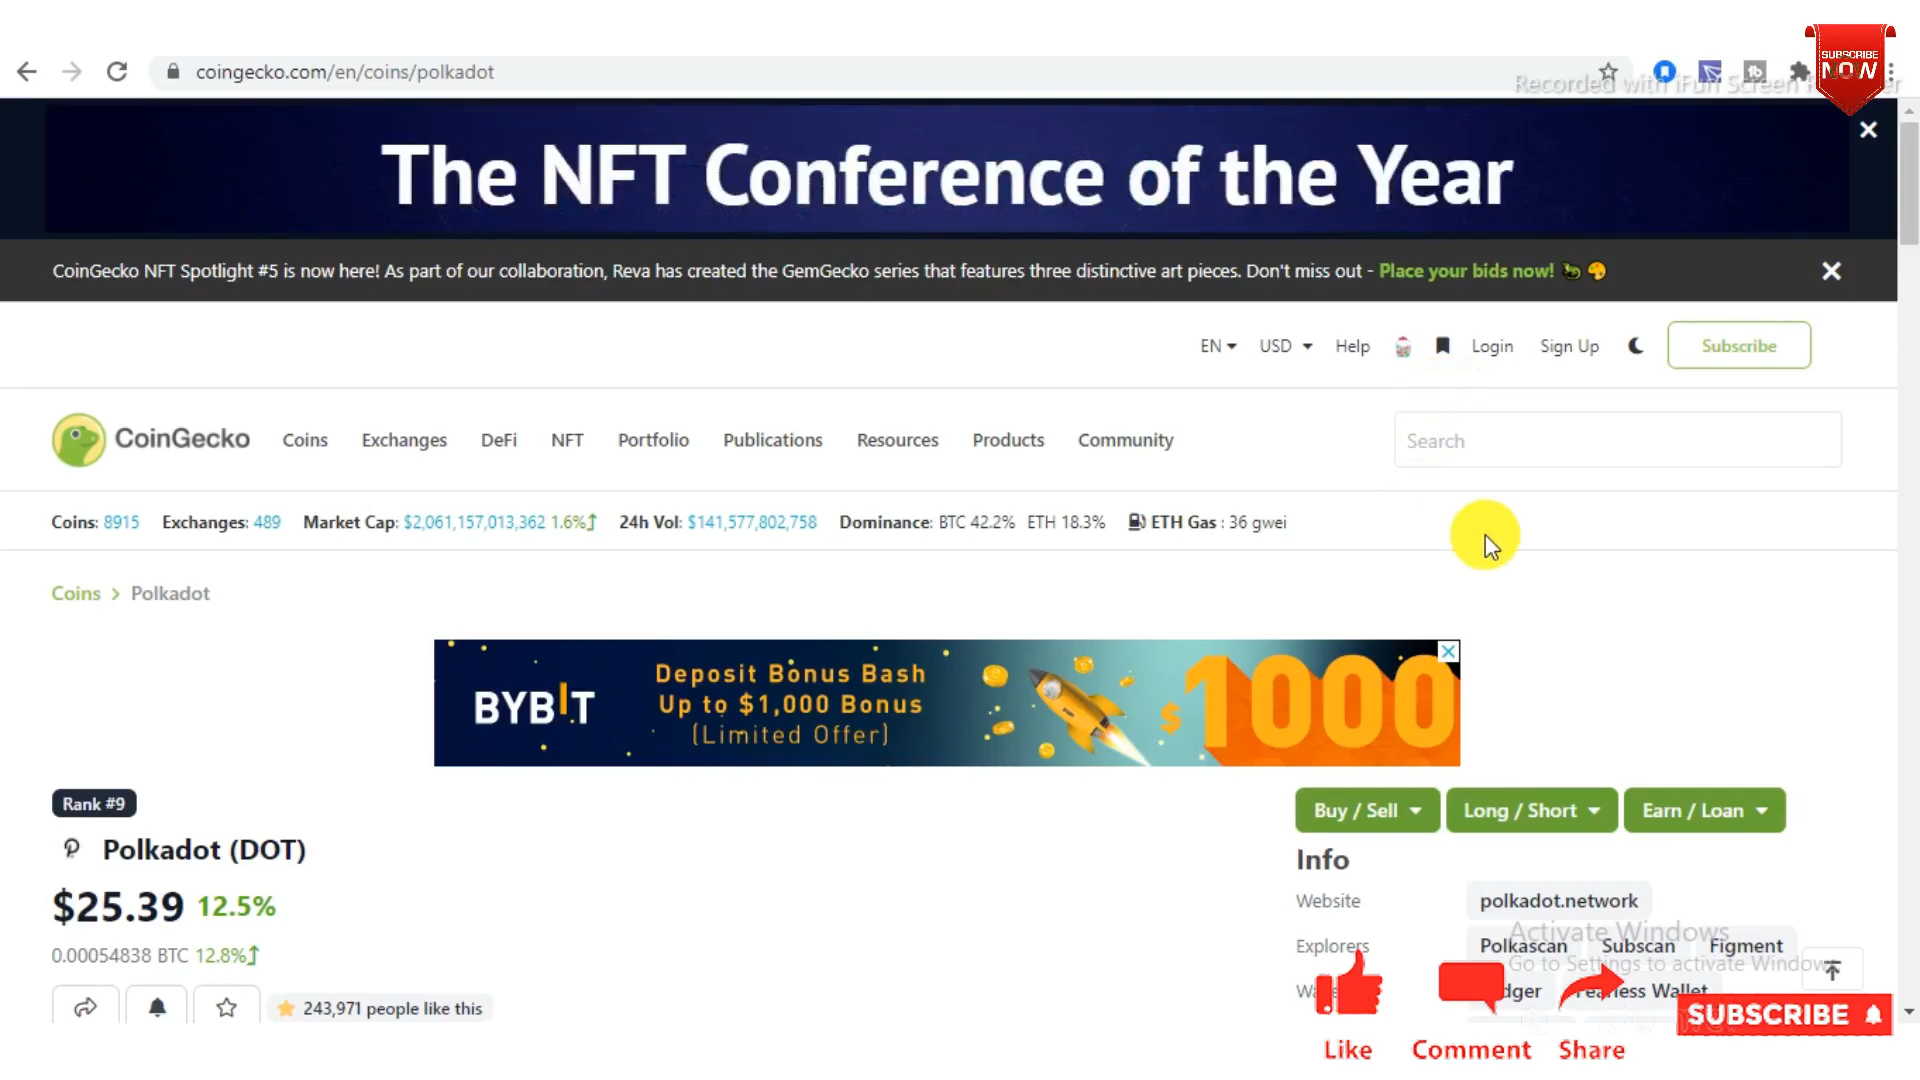 SUBSCRIBE
NOW
coingecko.com/en/coins/polkadot
Recorded with iFun Screen
The NFT Conference of the Year
CoinGecko NFT Spotlight #5 is now here! As part of our collaboration, Reva has created the GemGecko series that features three distinctive art pieces. Don't miss out - Place your bids now!
EN USD Help Login Sign Up Subscribe
CoinGecko Coins Exchanges DeFi NFT Portfolio Publications Resources Products Community Search
Coins: 8915 Exchanges: 489 Market Cap: $2,061,157,013,362 1.6% 24h Vol: $141,577,802,758 Dominance: BTC 42.2% ETH 18.3% ETH Gas : 36 gwei
Coins > Polkadot
BYBIT
Deposit Bonus Bash
Up to $1,000 Bonus
(Limited Offer)
$1000
Rank #9
Buy / Sell Long / Short Earn / Loan
Polkadot (DOT)
Info
$25.39 12.5%
Website polkadot.network
Activate Windows
Explorers Polkascan Subscan Figment
0.00054838 BTC 12.8%
Go to Settings to activate Windows
Wallet
243,971 people like this
SUBSCRIBE
Like Comment Share